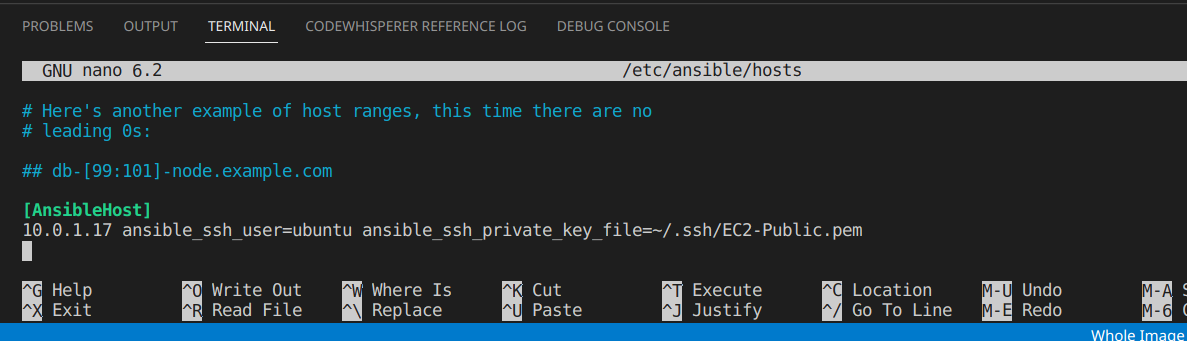 PROBLEMS OUTPUT TERMINAL CODEWHISPERER REFERENCE LOG DEBUG CONSOLE
GNU nano 6.2 /etc/ansible/hosts
# Here's another example of host ranges, this time there are no
# leading 0s:
## db-[99:101]-node.example.com
[AnsibleHost]
10.0.1.17 ansible_ssh_user=ubuntu ansible_ssh_private_key_file=~/.ssh/EC2-Public.pem
^G Help ^O Write Out ^W Where Is ^K Cut ^T Execute ^C Location M-U Undo M-A
^X Exit ^R Read File ^\ Replace ^U Paste ^J Justify ^/ Go To Line M-E Redo M-6
Whole Image